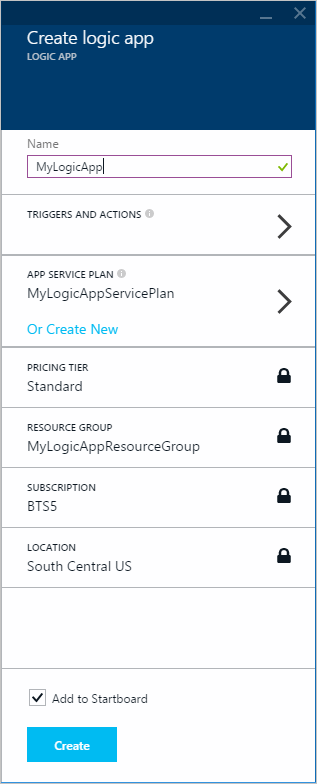 Create logic app
LOGIC APP
Name
MyLogicApp
TRIGGERS AND ACTIONS
APP SERVICE PLAN
MyLogicAppServicePlan
Or Create New
PRICING TIER
Standard
RESOURCE GROUP
MyLogicAppResourceGroup
SUBSCRIPTION
BTS5
LOCATION
South Central US
Add to Startboard
Create